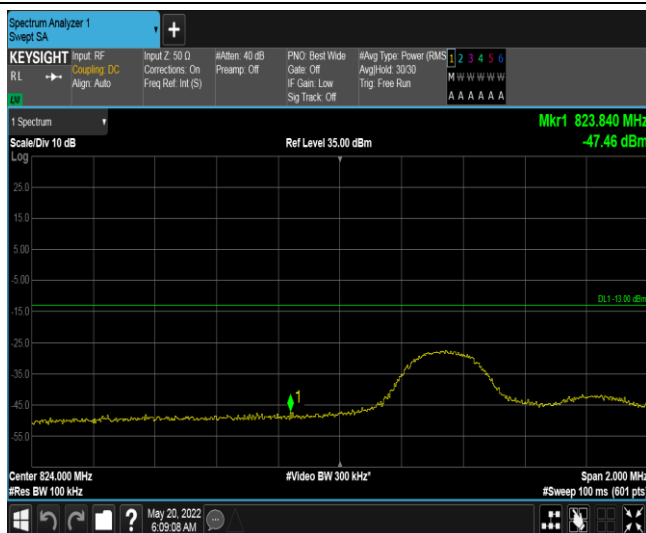 Spectrum Analyzer 1
Swept SA
+
KEYSIGHT
RL
LXI
Input: RF
Coupling: DC
Align: Auto
Input Z: 50 Ω
Corrections: On
Freq Ref: Int (S)
#Atten: 40 dB
Preamp: Off
PNO: Best Wide
Gate: Off
IF Gain: Low
Sig Track: Off
#Avg Type: Power (RMS
Avg|Hold: 30/30
Trig: Free Run
1 2 3 4 5 6
M W W W W W
A A A A A A
1 Spectrum
Mkr1 823.840 MHz
Scale/Div 10 dB
Ref Level 35.00 dBm
-47.46 dBm
Log
25.0
15.0
5.00
-5.00
DL1 -13.00 dBm
-15.0
-25.0
-35.0
1
-45.0
-55.0
Center 824.000 MHz
#Video BW 300 kHz*
Span 2.000 MHz
#Res BW 100 kHz
#Sweep 100 ms (601 pts
?
May 20, 2022
6:09:08 AM